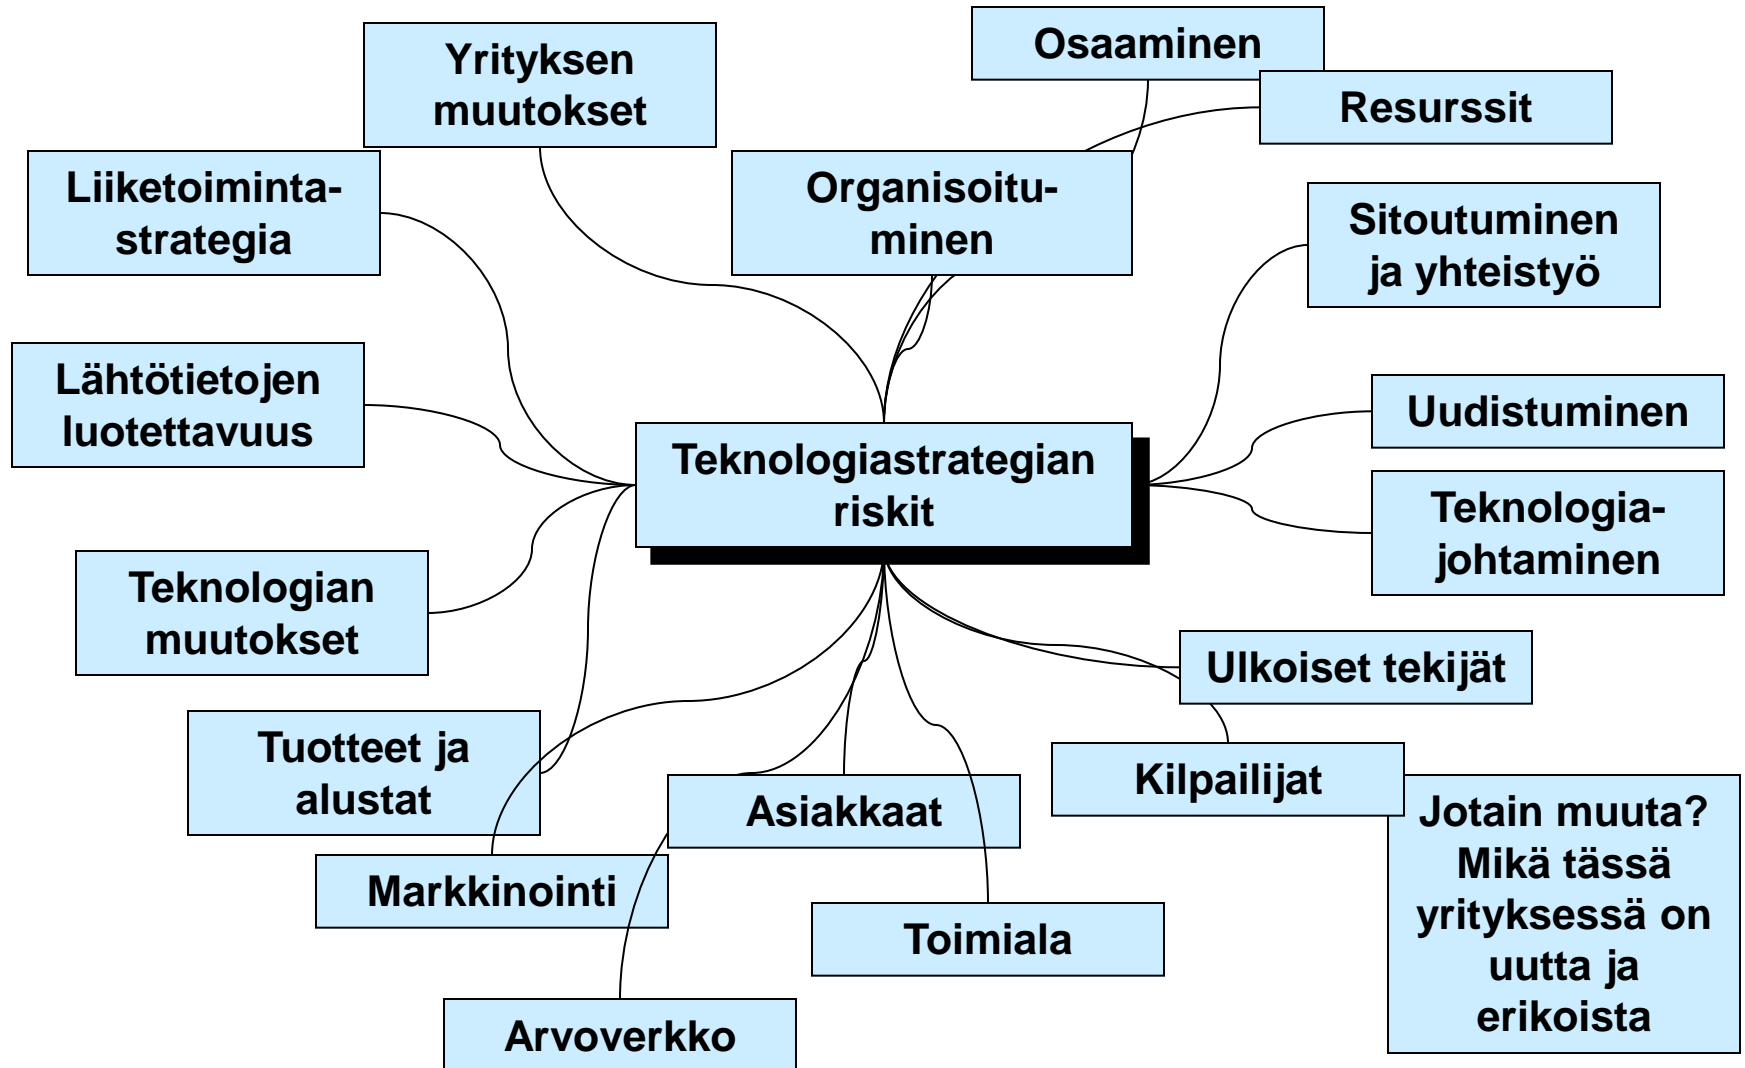 Yrityksen
muutokset
Osaaminen
Resurssit
Liiketoiminta-
strategia
Organisoitu-
minen
Sitoutuminen
ja yhteistyö
Lähtötietojen
luotettavuus
Uudistuminen
Teknologiastrategian
riskit
Teknologia-
johtaminen
Teknologian
muutokset
Ulkoiset tekijät
Tuotteet ja
alustat
Asiakkaat
Kilpailijat
Jotain muuta?
Mikä tässä
yrityksessä on
uutta ja
erikoista
Markkinointi
Toimiala
Arvoverkko